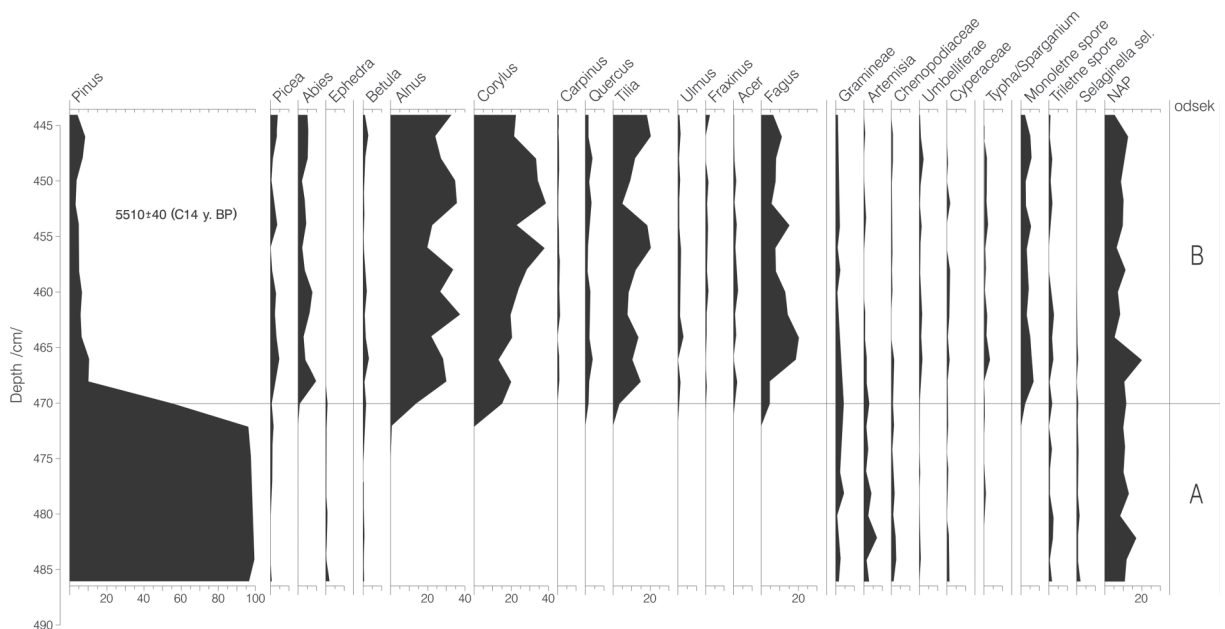 Pinus Picea Abies Ephedra Betula Alnus Corylus Carpinus Quercus Tilia Ulmus Fraxinus Acer Fagus Gramineae Artemisia Chenopodiaceae Umbelliferae Cyperaceae Typha/Sparganium Monoletne spore Triletne spore Selaginella sel. NAP
odsek
445
450
5510±40 (C14 y. BP)
455
B
460
465
Depth /cm/
470
475
480
A
485
20 40 60 80 100 20 40 20 40 20 20 20
490